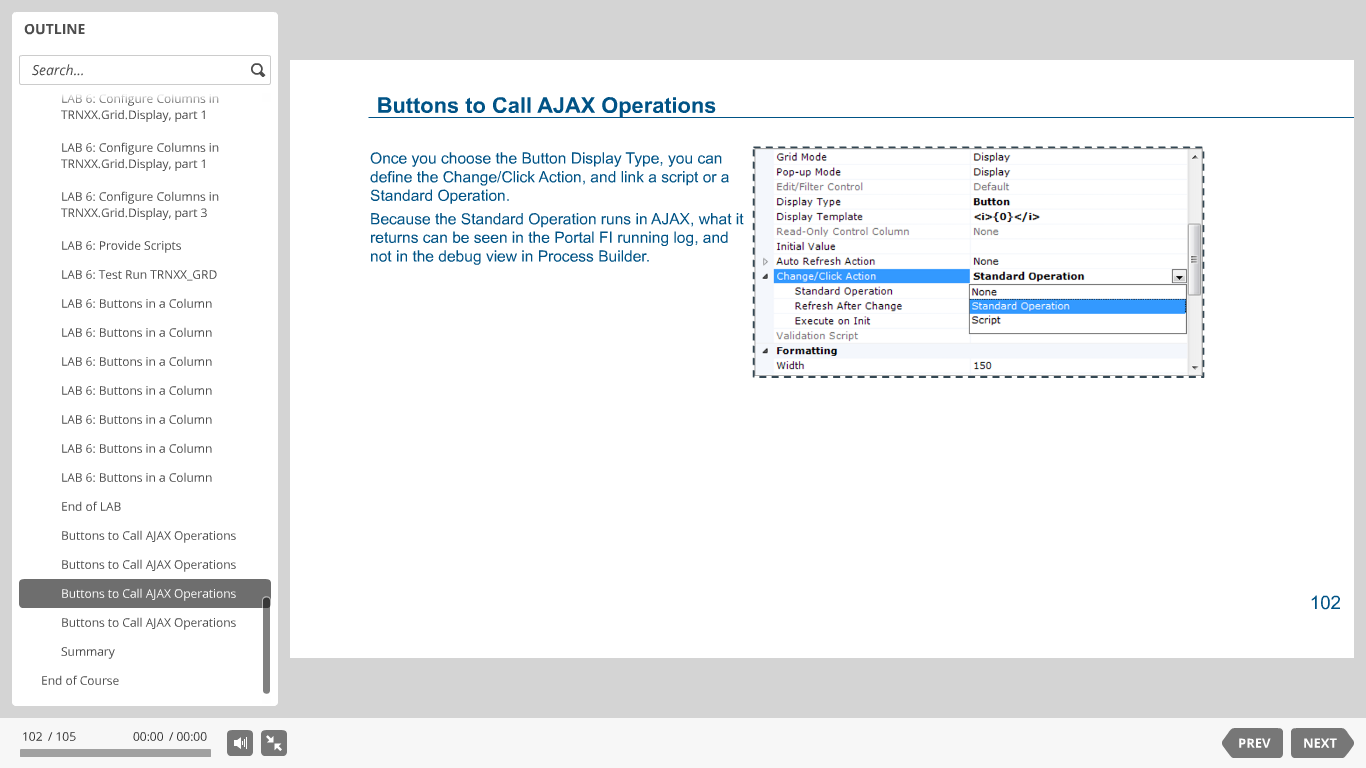 OUTLINE
Search...
LAB 6: Configure Columns in
TRNXX.Grid.Display, part 1
LAB 6: Configure Columns in
TRNXX.Grid.Display, part 1
LAB 6: Configure Columns in
TRNXX.Grid.Display, part 3
LAB 6: Provide Scripts
LAB 6: Test Run TRNXX_GRD
LAB 6: Buttons in a Column
LAB 6: Buttons in a Column
LAB 6: Buttons in a Column
LAB 6: Buttons in a Column
LAB 6: Buttons in a Column
LAB 6: Buttons in a Column
LAB 6: Buttons in a Column
End of LAB
Buttons to Call AJAX Operations
Buttons to Call AJAX Operations
Buttons to Call AJAX Operations
Buttons to Call AJAX Operations
Summary
End of Course
Buttons to Call AJAX Operations
Once you choose the Button Display Type, you can
define the Change/Click Action, and link a script or a
Standard Operation.
Because the Standard Operation runs in AJAX, what it
returns can be seen in the Portal FI running log, and
not in the debug view in Process Builder.
Grid Mode Display
Pop-up Mode Display
Edit/Filter Control Default
Display Type Button
Display Template <i>{0}</i>
Read-Only Control Column None
Initial Value
Auto Refresh Action None
Change/Click Action Standard Operation
Standard Operation None
Refresh After Change Standard Operation
Execute on Init Script
Validation Script
Formatting
Width 150
102
102 / 105 00:00 / 00:00
PREV NEXT